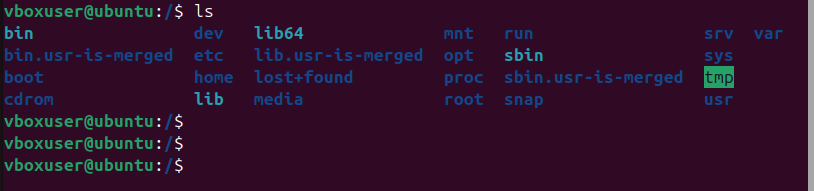 vboxuser@ubuntu:/$ ls
bin dev lib64 mnt run srv var
bin.usr-is-merged etc lib.usr-is-merged opt sbin sys
boot home lost+found proc sbin.usr-is-merged tmp
cdrom lib media root snap usr
vboxuser@ubuntu:/$
vboxuser@ubuntu:/$
vboxuser@ubuntu:/$